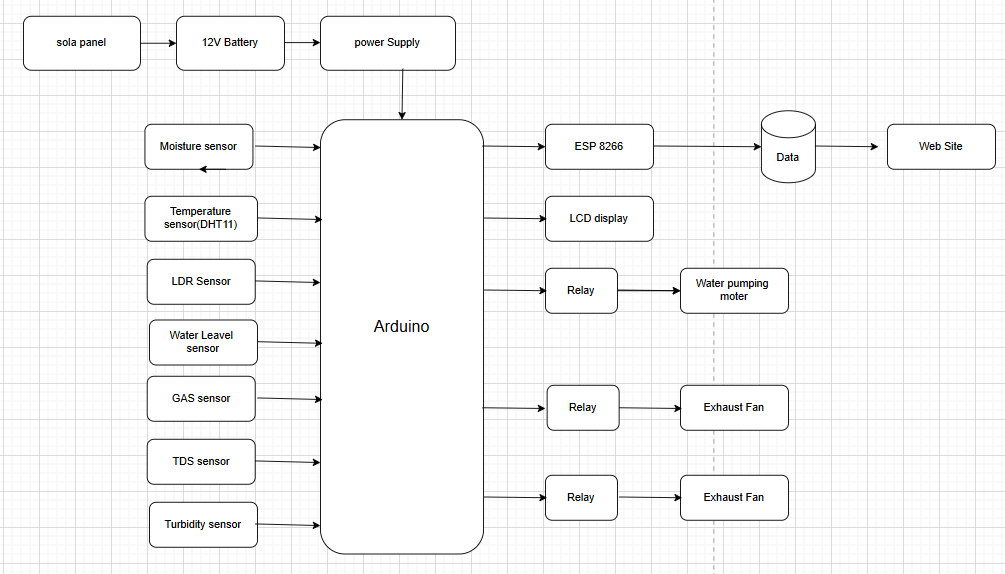 sola panel
12V Battery
power Supply
Moisture sensor
ESP 8266
Data
Web Site
Temperature
sensor(DHT11)
LCD display
LDR Sensor
Relay
Water pumping
moter
Water Leavel
sensor
Arduino
GAS sensor
Relay
Exhaust Fan
TDS sensor
Relay
Exhaust Fan
Turbidity sensor